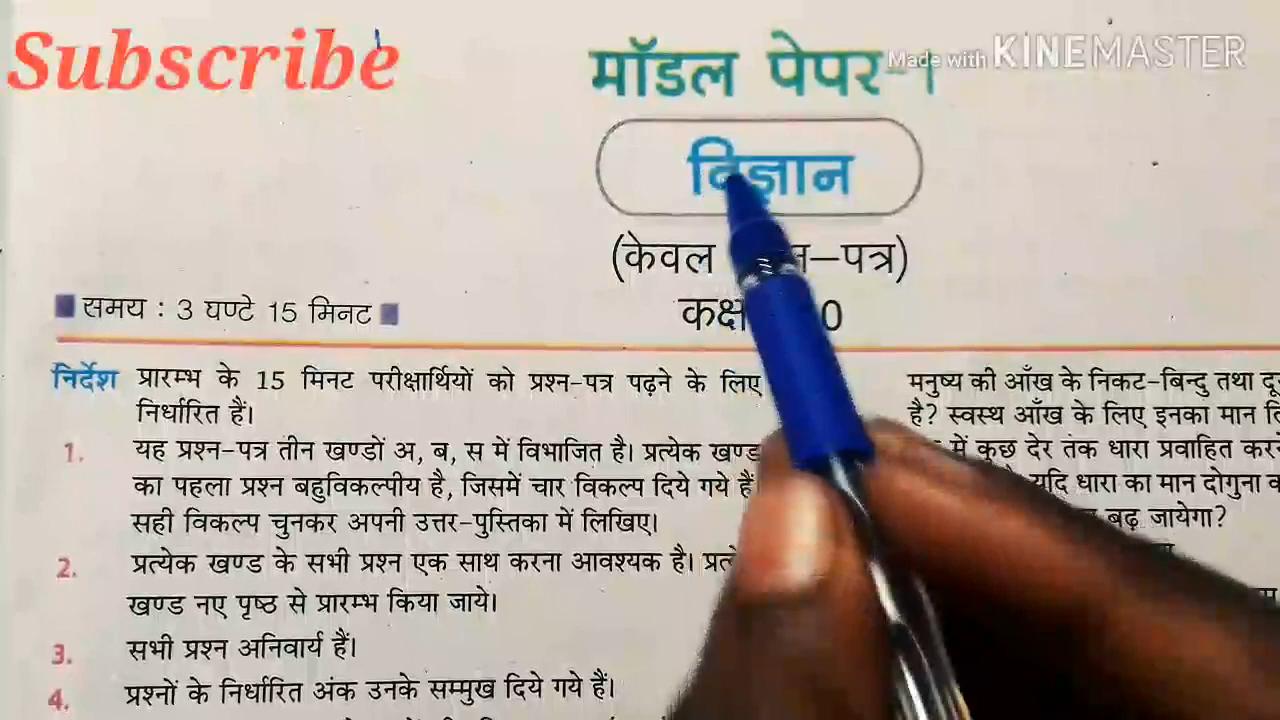 Subscribe
Made with KINEMASTER
मॉडल पेपर-1
विज्ञान
(केवल –पत्र)
समय : 3 घण्टे 15 मिनट
निर्देश प्रारम्भ के 15 मिनट परीक्षार्थियों को प्रश्न-पत्र पढ़ने के लिए
निर्धारित हैं।
1. यह प्रश्न-पत्र तीन खण्डों अ, ब, स में विभाजित है। प्रत्येक खण्ड
का पहला प्रश्न बहुविकल्पीय है, जिसमें चार विकल्प दिये गये हैं
सही विकल्प चुनकर अपनी उत्तर-पुस्तिका में लिखिए।
2. प्रत्येक खण्ड के सभी प्रश्न एक साथ करना आवश्यक है।
खण्ड नए पृष्ठ से प्रारम्भ किया जाये।
3. सभी प्रश्न अनिवार्य हैं।
4. प्रश्नों के निर्धारित अंक उनके सम्मुख दिये गये हैं।
मनुष्य की आँख के निकट-बिन्दु तथा
है? स्वस्थ आँख के लिए इनका मान
में कुछ देर तक धारा प्रवाहित
यदि धारा का मान दोगुना
बढ़ जायेगा?